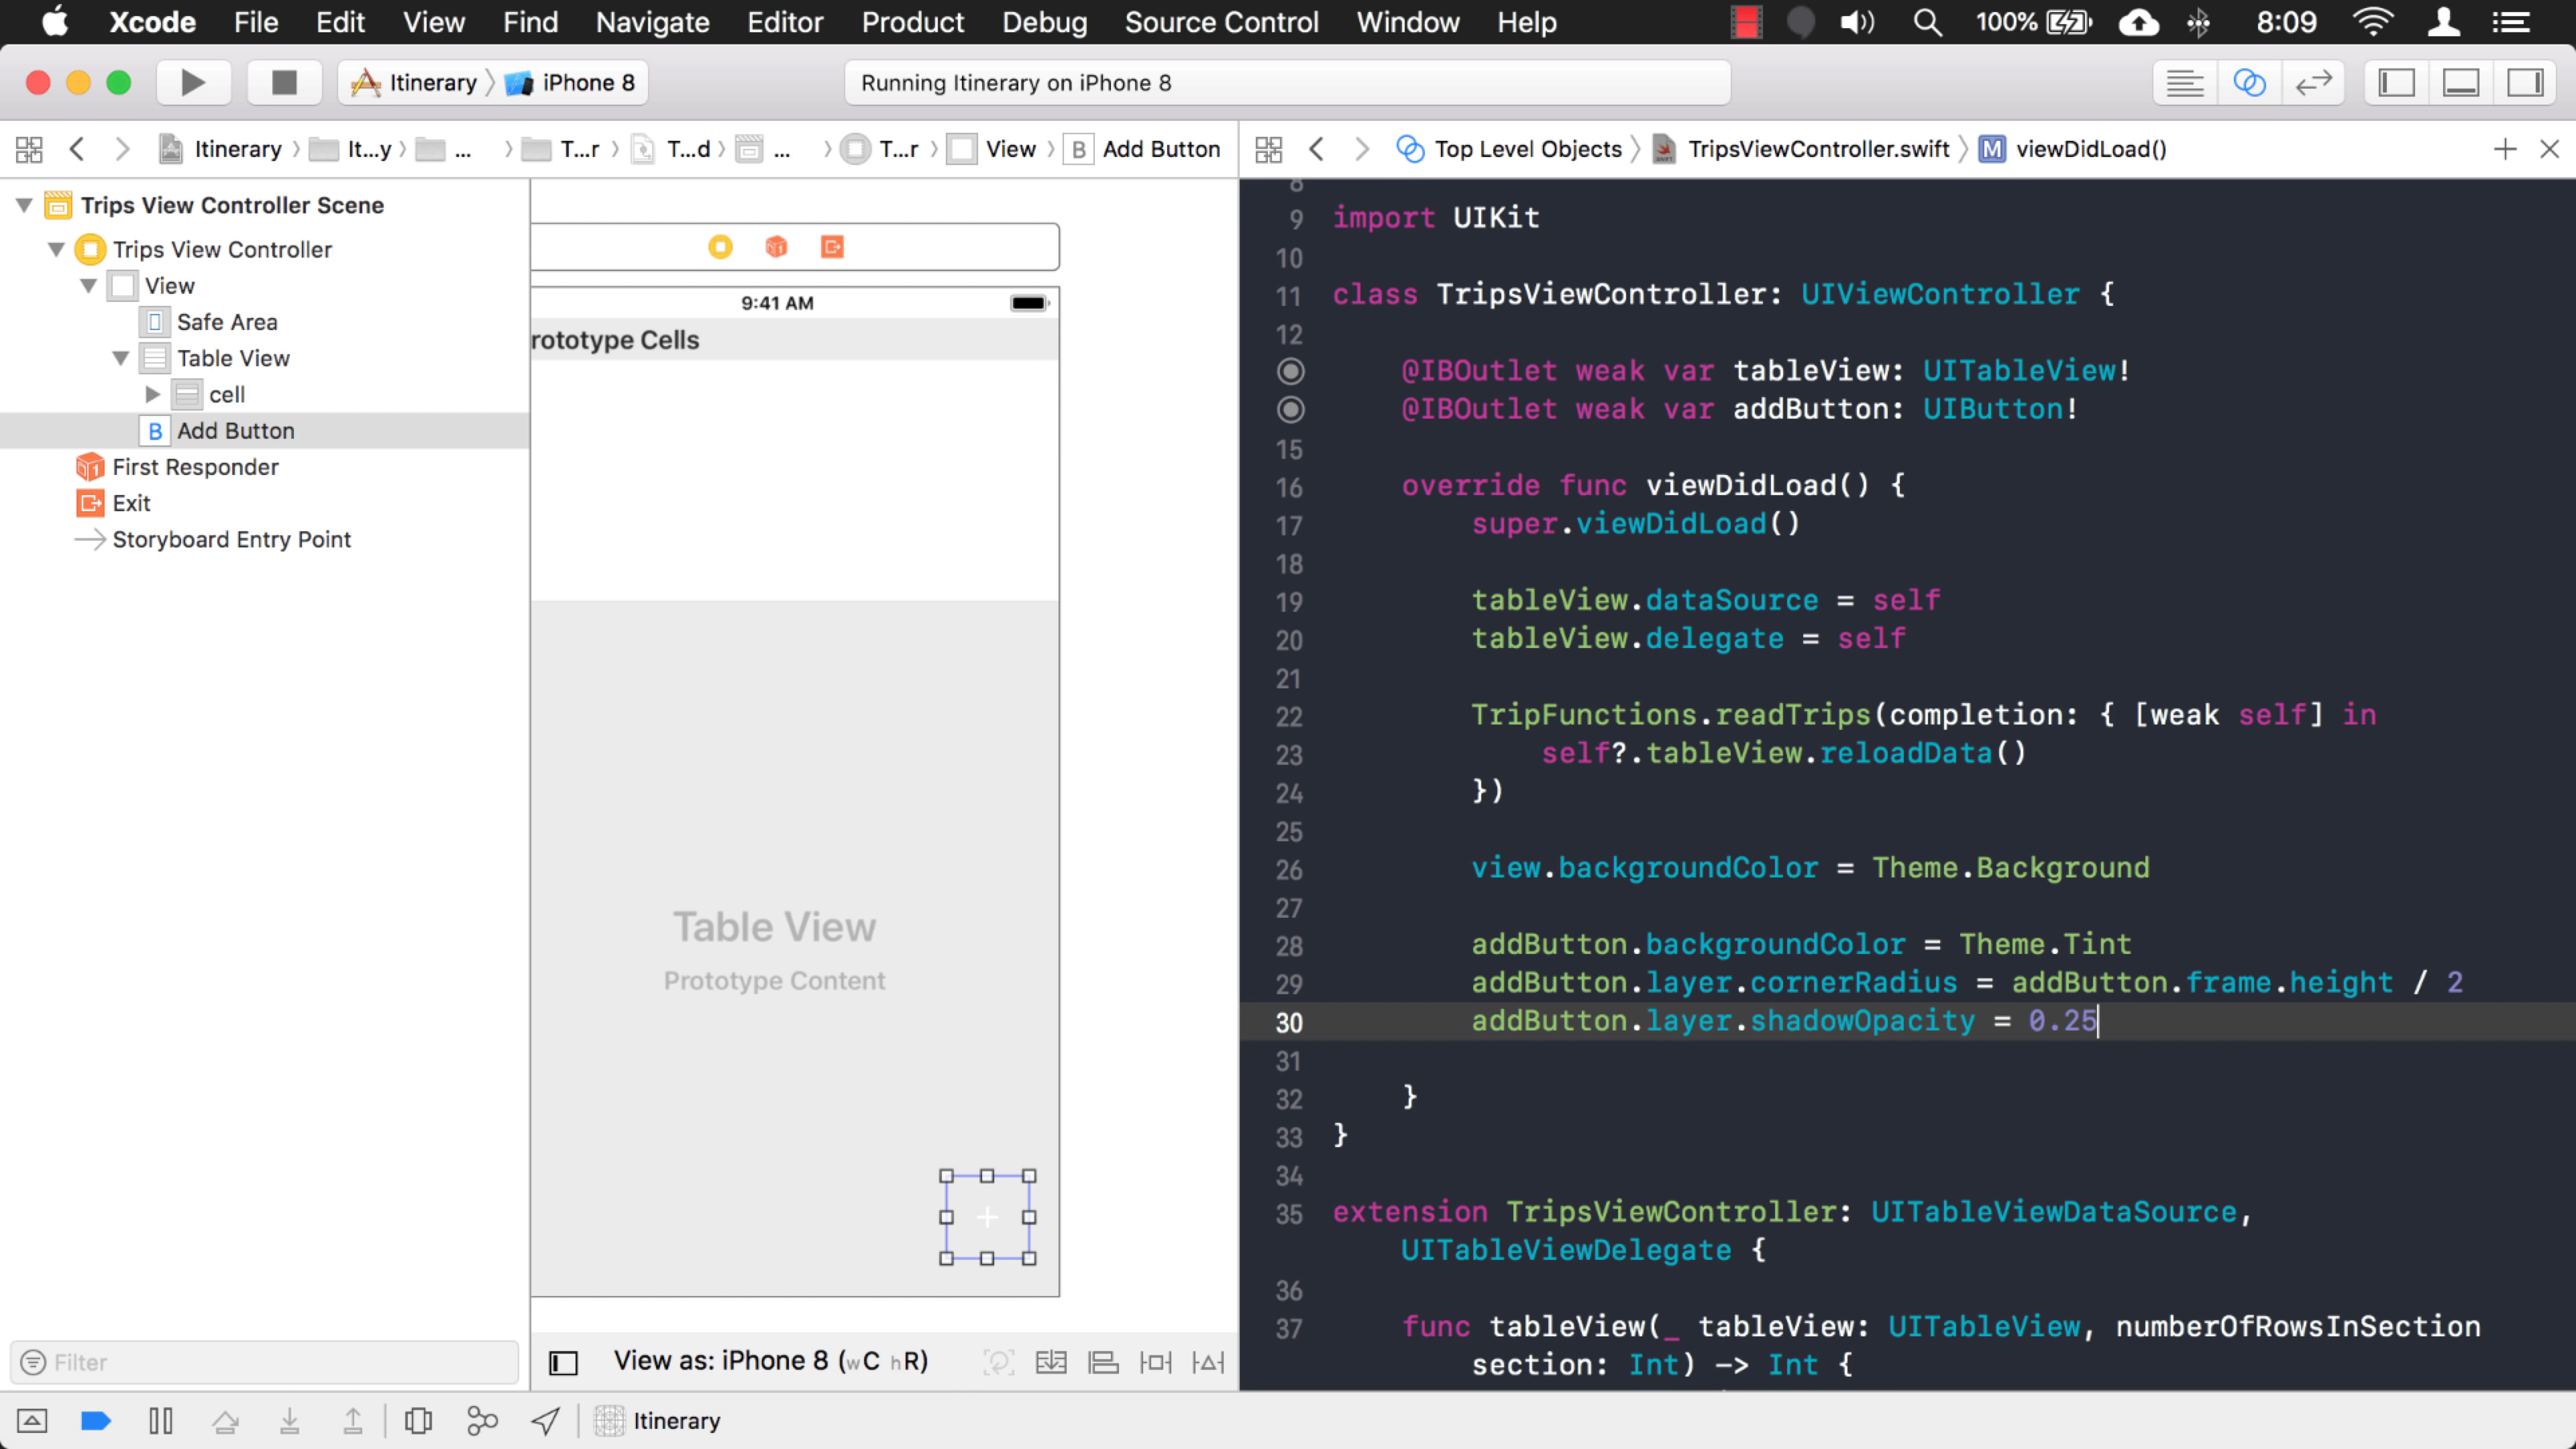 Xcode File Edit View Find Navigate Editor Product Debug Source Control Window Help 100% 8:09
Itinerary iPhone 8 Running Itinerary on iPhone 8
Itinerary It...y ... T...r T...d ... T...r View B Add Button
Top Level Objects TripsViewController.swift M viewDidLoad()
Trips View Controller Scene
Trips View Controller
View
Safe Area
Table View
cell
B Add Button
First Responder
Exit
Storyboard Entry Point
Filter
9:41 AM
rototype Cells
Table View
Prototype Content
+
View as: iPhone 8 (wC hR)
8
9 import UIKit
10
11 class TripsViewController: UIViewController {
12
@IBOutlet weak var tableView: UITableView!
@IBOutlet weak var addButton: UIButton!
15
16 override func viewDidLoad() {
17 super.viewDidLoad()
18
19 tableView.dataSource = self
20 tableView.delegate = self
21
22 TripFunctions.readTrips(completion: { [weak self] in
23 self?.tableView.reloadData()
24 })
25
26 view.backgroundColor = Theme.Background
27
28 addButton.backgroundColor = Theme.Tint
29 addButton.layer.cornerRadius = addButton.frame.height / 2
30 addButton.layer.shadowOpacity = 0.25
31
32 }
33 }
34
35 extension TripsViewController: UITableViewDataSource,
UITableViewDelegate {
36
37 func tableView(_ tableView: UITableView, numberOfRowsInSection
section: Int) -> Int {
Itinerary